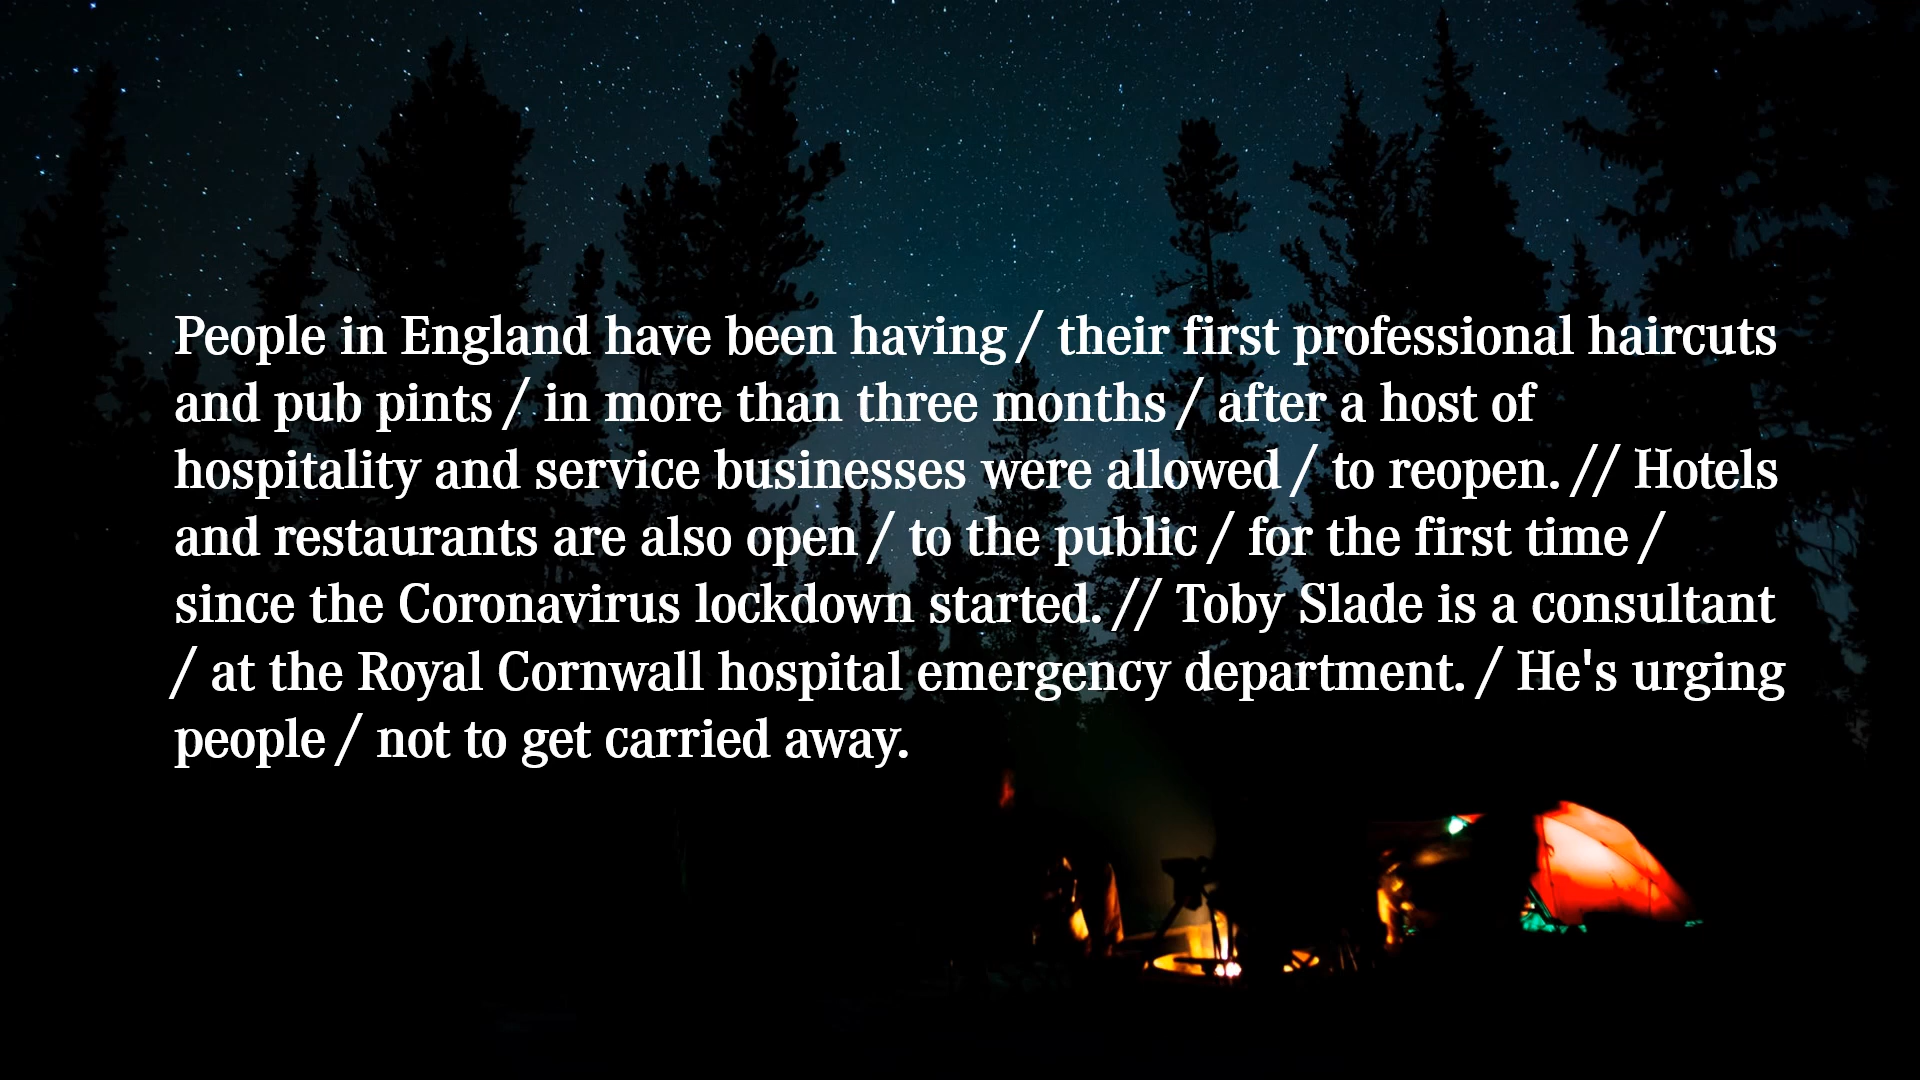 People in England have been having / their first professional haircuts
and pub pints / in more than three months / after a host of
hospitality and service businesses were allowed / to reopen. // Hotels
and restaurants are also open / to the public / for the first time /
since the Coronavirus lockdown started. // Toby Slade is a consultant
/ at the Royal Cornwall hospital emergency department. / He's urging
people / not to get carried away.